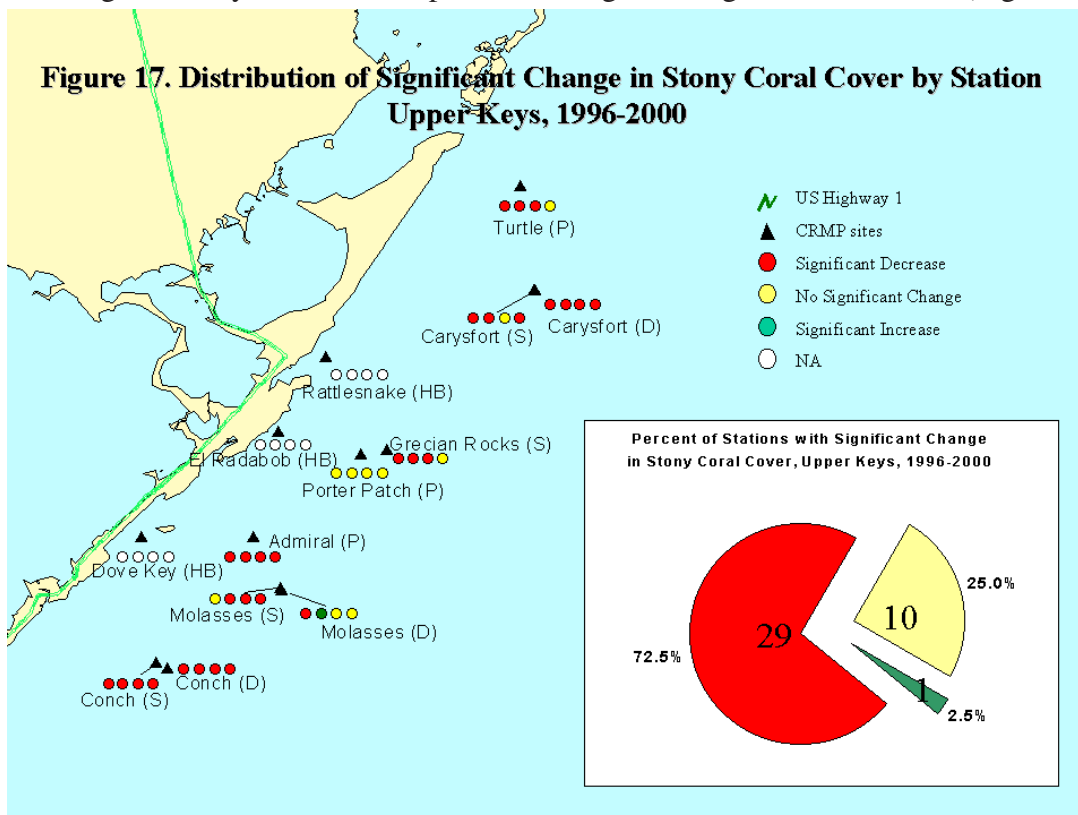 Figure 17. Distribution of Significant Change in Stony Coral Cover by Station
Upper Keys, 1996-2000
Turtle (P)
US Highway 1
CRMP sites
Significant Decrease
No Significant Change
Significant Increase
NA
Carysfort (S)
Carysfort (D)
Rattlesnake (HB)
El Radabob (HB)
Grecian Rocks (S)
Porter Patch (P)
Admiral (P)
Dove Key (HB)
Molasses (S)
Molasses (D)
Conch (S)
Conch (D)
Percent of Stations with Significant Change
in Stony Coral Cover, Upper Keys, 1996-2000
25.0%
10
29
72.5%
1
2.5%